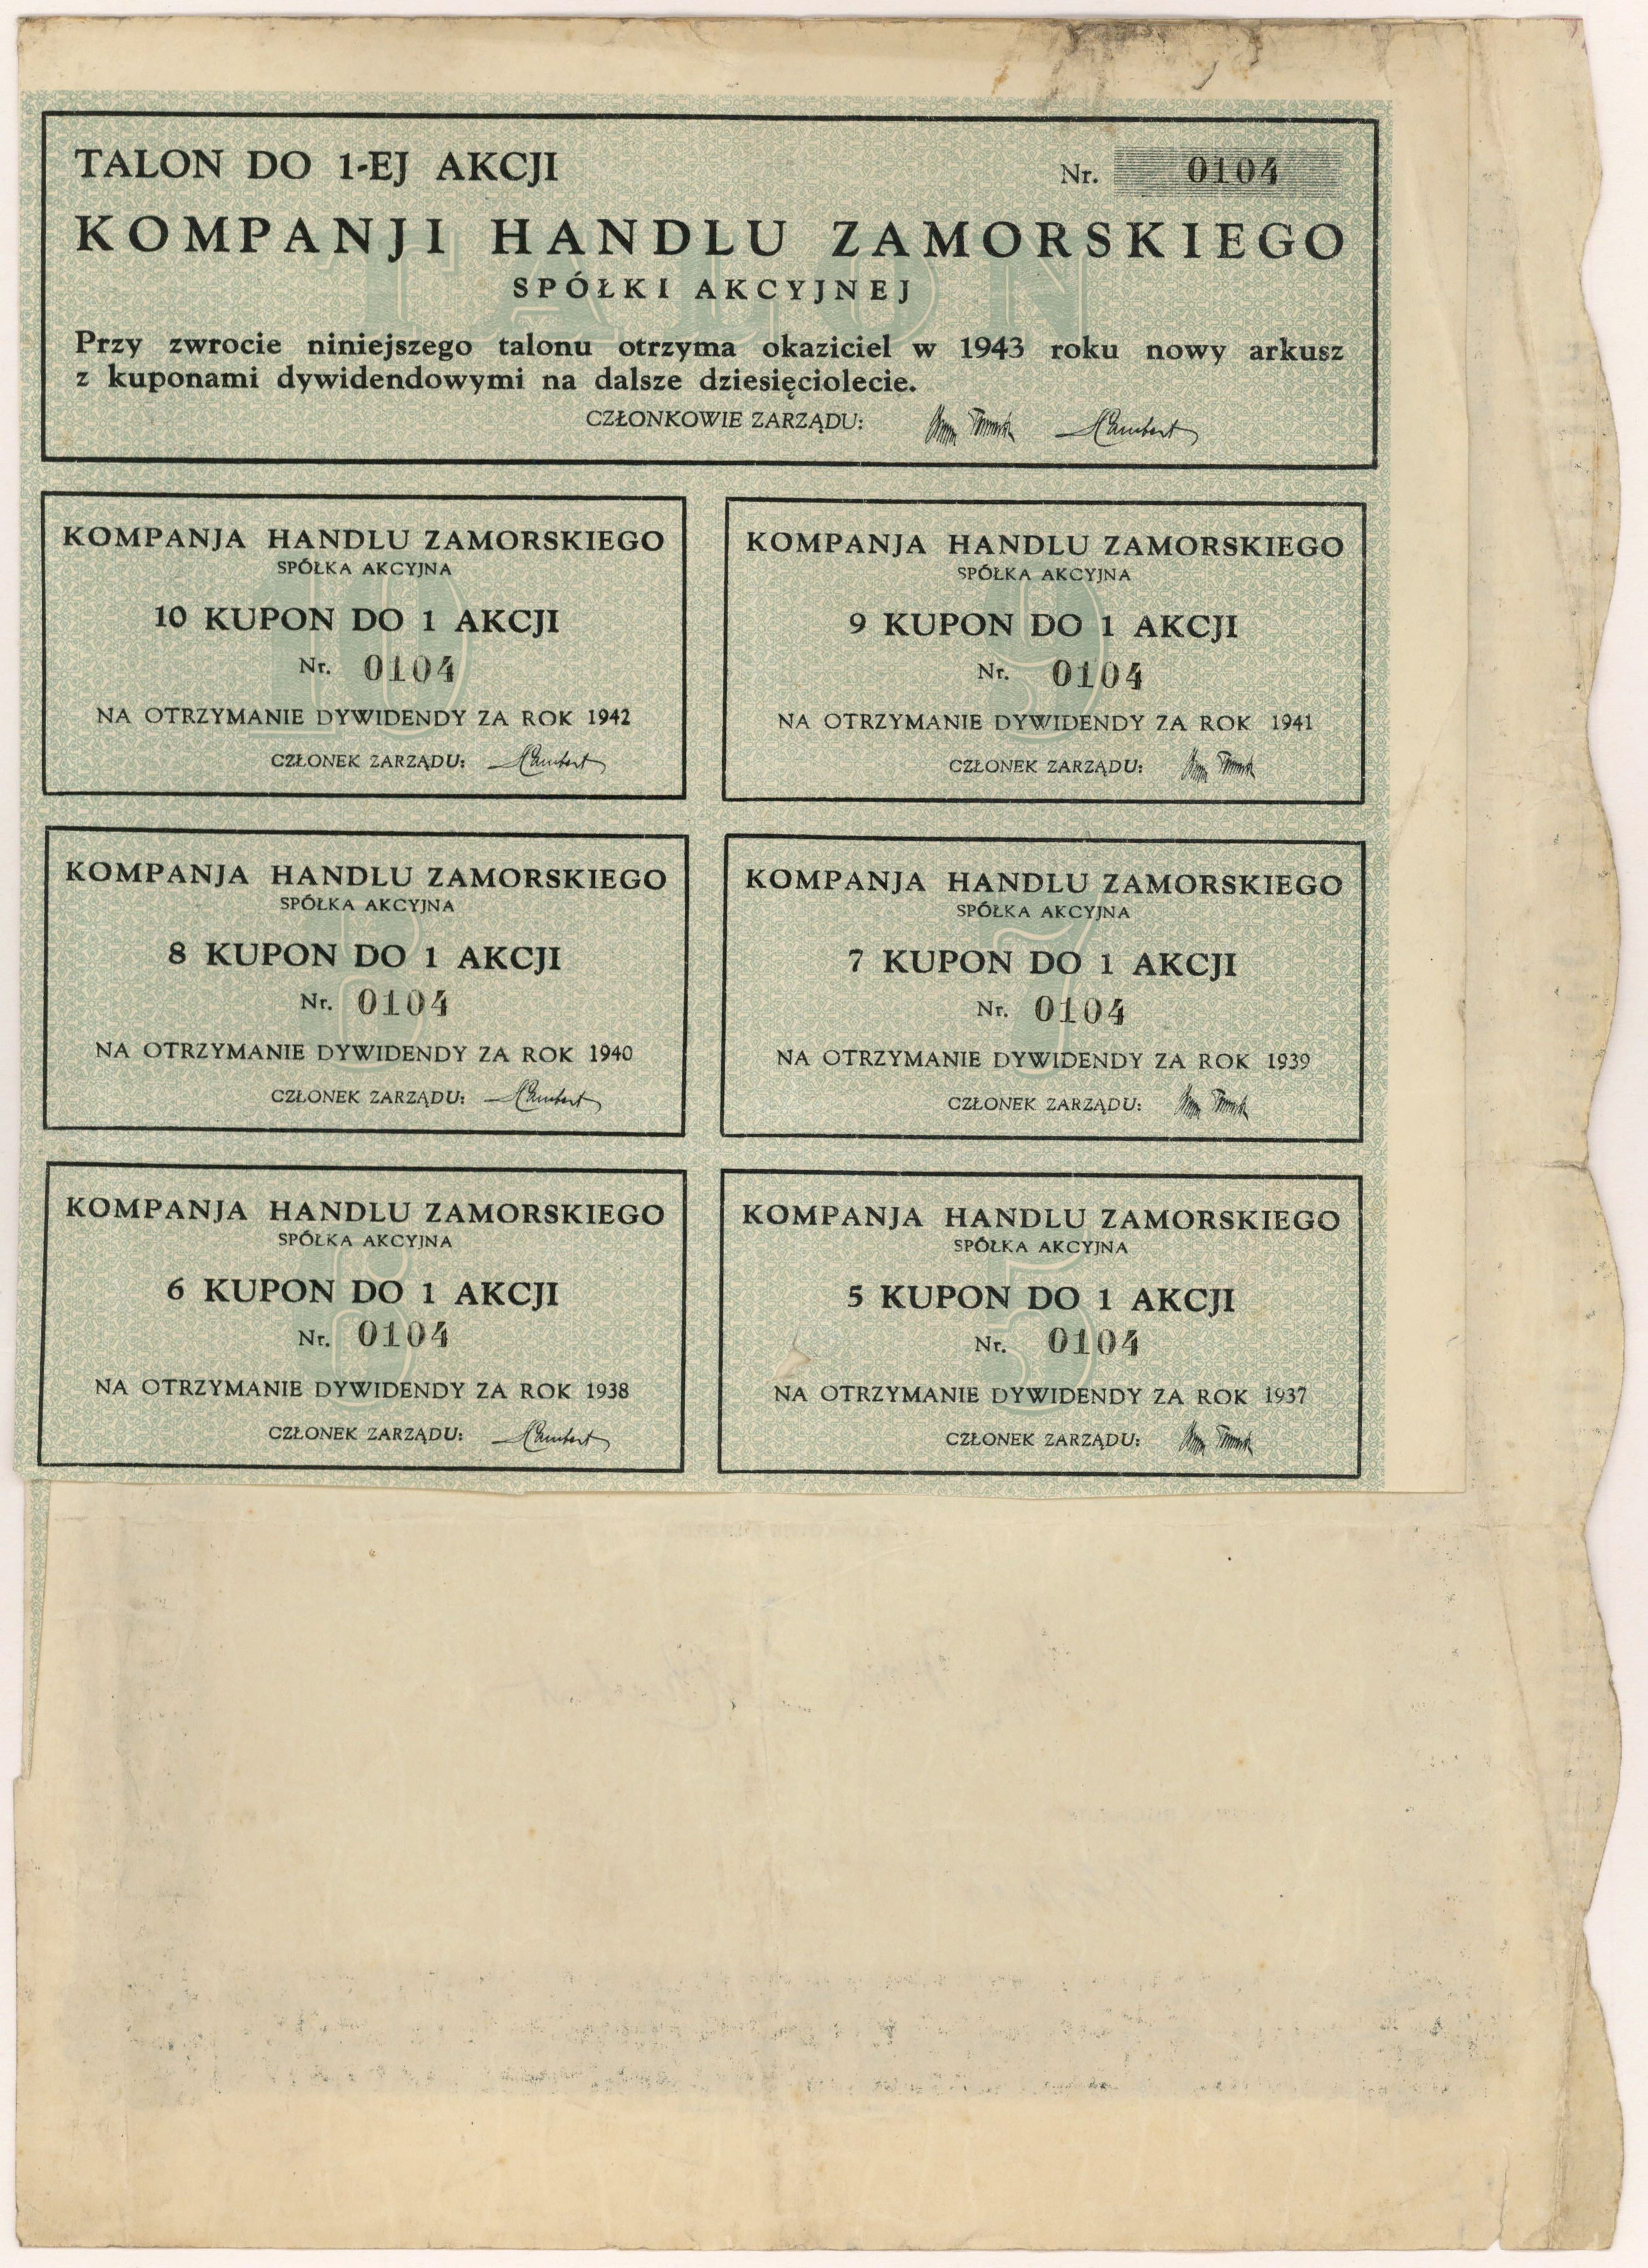 TALON DO 1-EJ AKCJI Nr. 0104
KOMPANJI HANDLU ZAMORSKIEGO
SPÓŁKI AKCYJNEJ
TALON
Przy zwrocie niniejszego talonu otrzyma okaziciel w 1943 roku nowy arkusz
z kuponami dywidendowymi na dalsze dziesięciolecie.
CZŁONKOWIE ZARZĄDU:
KOMPANJA HANDLU ZAMORSKIEGO
SPÓŁKA AKCYJNA
10 KUPON DO 1 AKCJI
10
Nr. 0104
NA OTRZYMANIE DYWIDENDY ZA ROK 1942
CZŁONEK ZARZĄDU:
KOMPANJA HANDLU ZAMORSKIEGO
SPÓŁKA AKCYJNA
9 KUPON DO 1 AKCJI
9
Nr. 0104
NA OTRZYMANIE DYWIDENDY ZA ROK 1941
CZŁONEK ZARZĄDU:
KOMPANJA HANDLU ZAMORSKIEGO
SPÓŁKA AKCYJNA
8 KUPON DO 1 AKCJI
8
Nr. 0104
NA OTRZYMANIE DYWIDENDY ZA ROK 1940
CZŁONEK ZARZĄDU:
KOMPANJA HANDLU ZAMORSKIEGO
SPÓŁKA AKCYJNA
7 KUPON DO 1 AKCJI
7
Nr. 0104
NA OTRZYMANIE DYWIDENDY ZA ROK 1939
CZŁONEK ZARZĄDU:
KOMPANJA HANDLU ZAMORSKIEGO
SPÓŁKA AKCYJNA
6 KUPON DO 1 AKCJI
6
Nr. 0104
NA OTRZYMANIE DYWIDENDY ZA ROK 1938
CZŁONEK ZARZĄDU:
KOMPANJA HANDLU ZAMORSKIEGO
SPÓŁKA AKCYJNA
5 KUPON DO 1 AKCJI
5
Nr. 0104
NA OTRZYMANIE DYWIDENDY ZA ROK 1937
CZŁONEK ZARZĄDU: